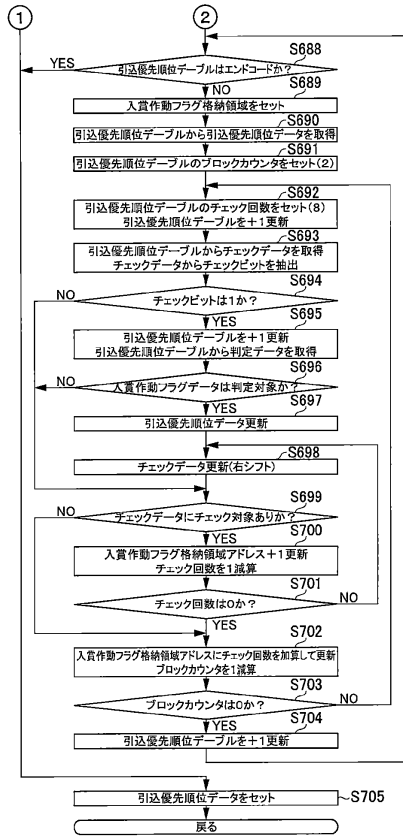 ①
②
S688
YES
引込優先順位テーブルはエンドコードか?
NO
S689
入賞作動フラグ格納領域をセット
S690
引込優先順位テーブルから引込優先順位データを取得
S691
引込優先順位テーブルのブロックカウンタをセット(2)
S692
引込優先順位テーブルのチェック回数をセット(8)
引込優先順位テーブルを+1更新
S693
引込優先順位テーブルからチェックデータを取得
チェックデータからチェックビットを抽出
S694
NO
チェックビットは1か?
YES
S695
引込優先順位テーブルを+1更新
引込優先順位テーブルから判定データを取得
S696
NO
入賞作動フラグデータは判定対象か?
YES
S697
引込優先順位データ更新
S698
チェックデータ更新(右シフト)
S699
NO
チェックデータにチェック対象ありか?
YES
S700
入賞作動フラグ格納領域アドレス+1更新
チェック回数を1減算
S701
チェック回数は0か?
NO
YES
S702
入賞作動フラグ格納領域アドレスにチェック回数を加算して更新
ブロックカウンタを1減算
S703
ブロックカウンタは0か?
NO
YES
S704
引込優先順位テーブルを+1更新
S705
引込優先順位データをセット
戻る